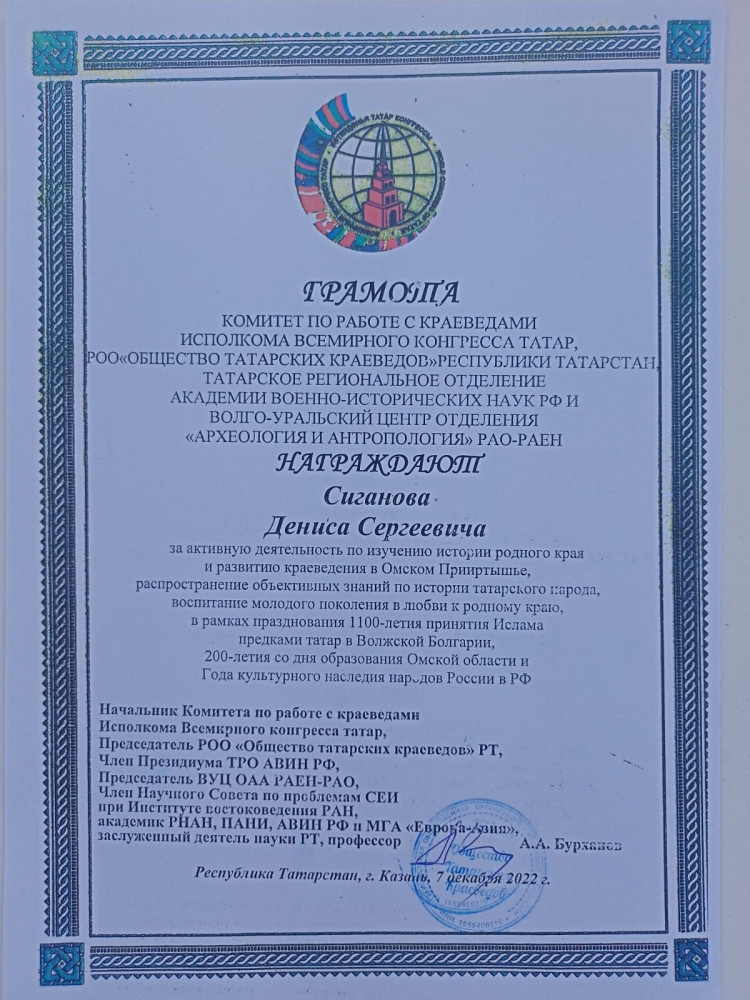 БӨТЕНДӨНЬЯ ТАТАР КОНГРЕССЫ
ГРАМОТА
КОМИТЕТ ПО РАБОТЕ С КРАЕВЕДАМИ
ИСПОЛКОМА ВСЕМИРНОГО КОНГРЕССА ТАТАР,
РОО«ОБЩЕСТВО ТАТАРСКИХ КРАЕВЕДОВ»РЕСПУБЛИКИ ТАТАРСТАН,
ТАТАРСКОЕ РЕГИОНАЛЬНОЕ ОТДЕЛЕНИЕ
АКАДЕМИИ ВОЕННО-ИСТОРИЧЕСКИХ НАУК РФ И
ВОЛГО-УРАЛЬСКИЙ ЦЕНТР ОТДЕЛЕНИЯ
«АРХЕОЛОГИЯ И АНТРОПОЛОГИЯ» РАО-РАЕН
НАГРАЖДАЮТ
Сиганова
Дениса Сергеевича
за активную деятельность по изучению истории родного края
и развитию краеведения в Омском Прииртышье,
распространение объективных знаний по истории татарского народа,
воспитание молодого поколения в любви к родному краю,
в рамках празднования 1100-летия принятия Ислама
предками татар в Волжской Болгарии,
200-летия со дня образования Омской области и
Года культурного наследия народов России в РФ
Начальник Комитета по работе с краеведами
Исполкома Всемирного конгресса татар,
Председатель РОО «Общество татарских краеведов» РТ,
Член Президиума ТРО АВИН РФ,
Председатель ВУЦ ОАА РАЕН-РАО,
Член Научного Совета по проблемам СЕИ
при Институте востоковедения РАН,
академик РНАН, ПАНИ, АВИН РФ и МГА «Европа-Азия»,
заслуженный деятель науки РТ, профессор А.А. Бурханов
Общество
Татар
Краеведов
Республика Татарстан, г. Казань, 7 декабря 2022 г.